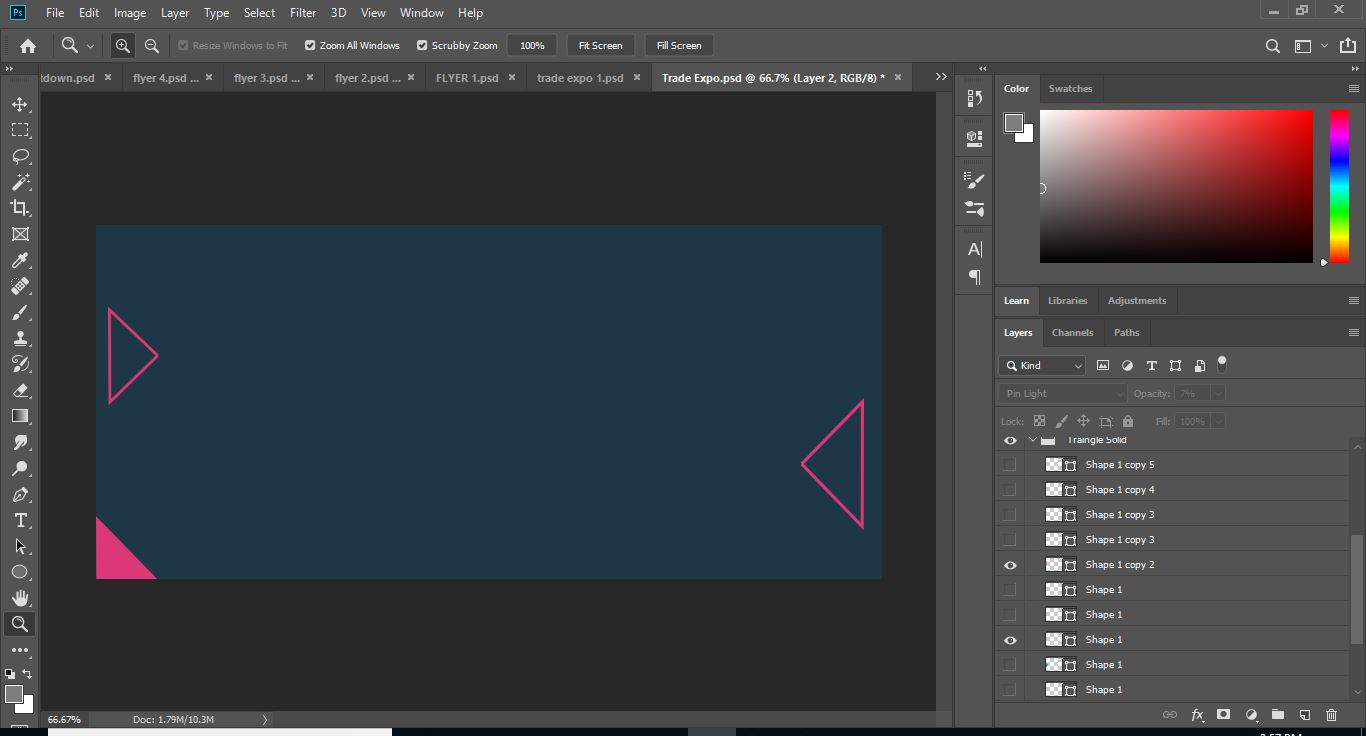 Ps File Edit Image Layer Type Select Filter 3D View Window Help
Resize Windows to Fit Zoom All Windows Scrubby Zoom 100% Fit Screen Fill Screen
tdown.psd × flyer 4.psd ... × flyer 3.psd ... × flyer 2.psd ... × FLYER 1.psd × trade expo 1.psd × Trade Expo.psd @ 66.7% (Layer 2, RGB/8) * ×
Color Swatches
Learn Libraries Adjustments
Layers Channels Paths
Kind
Pin Light Opacity: 7%
Lock: Fill: 100%
Traingle Solid
Shape 1 copy 5
Shape 1 copy 4
Shape 1 copy 3
Shape 1 copy 3
Shape 1 copy 2
Shape 1
Shape 1
Shape 1
Shape 1
Shape 1
66.67% Doc: 1.79M/10.3M